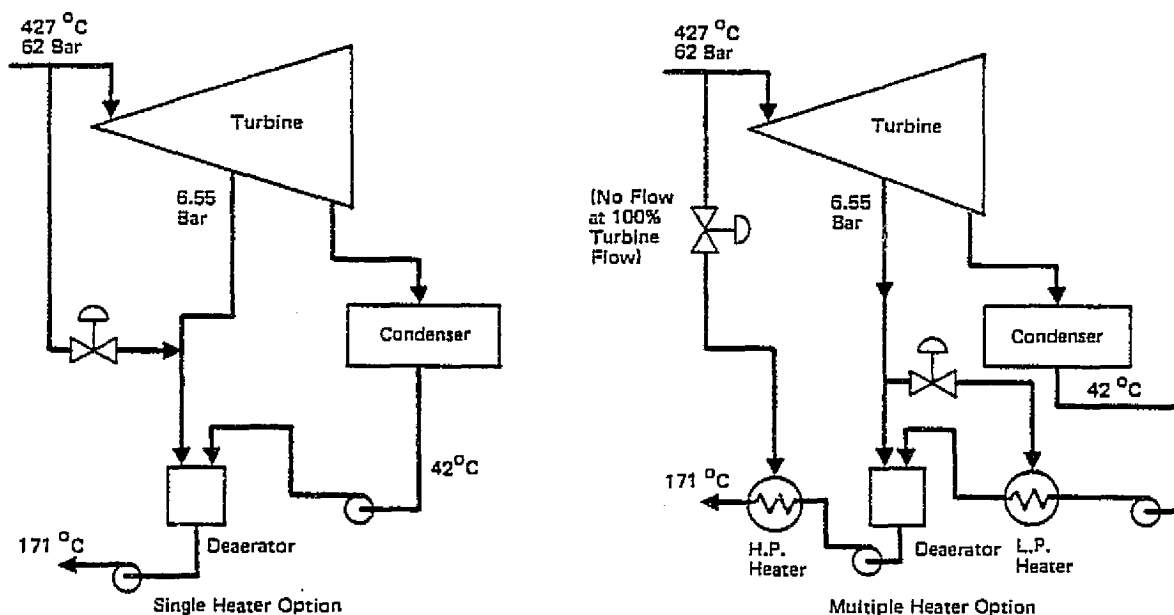 427 °C
62 Bar
Turbine
6.55
Bar
Condenser
42°C
Deaerator
171 °C
Single Heater Option
427 °C
62 Bar
Turbine
(No Flow
at 100%
Turbine
Flow)
6.55
Bar
Condenser
42 °C
171 °C
H.P.
Heater
Deaerator
L.P.
Heater
Multiple Heater Option